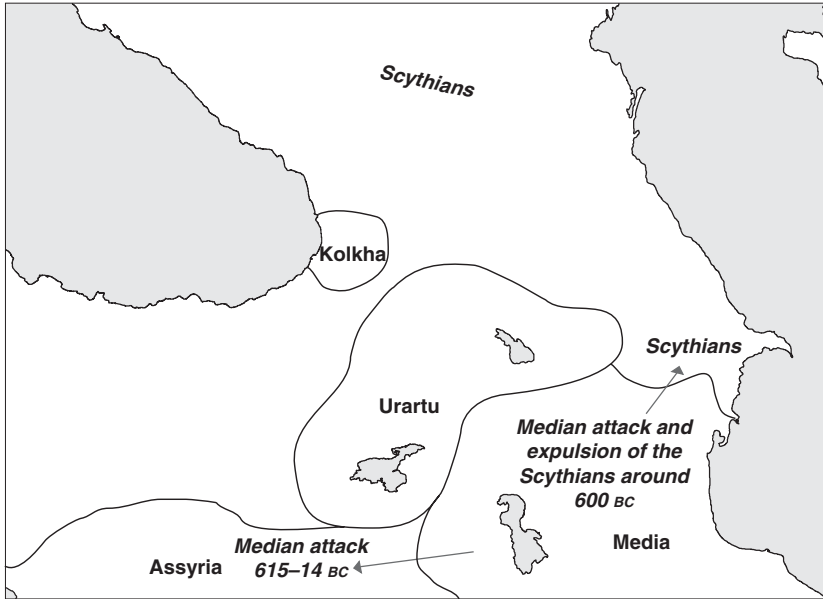 Scythians
Kolkha
Scythians
Urartu
Median attack and
expulsion of the
Scythians around
600 BC
Media
Median attack
615–14 BC
Assyria